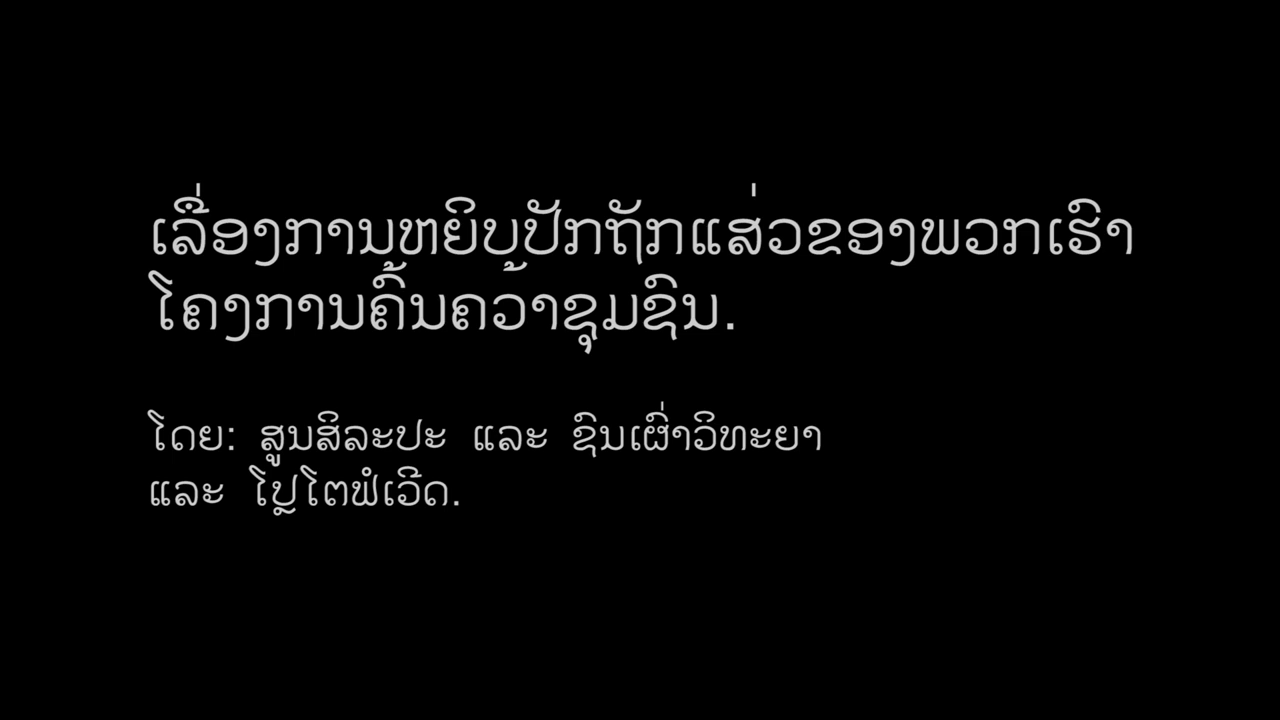 ເລື່ອງການຫຍິບປັກຖັກແສ່ວຂອງພວກເຮົາ
ໂຄງການຄົ້ນຄວ້າຊຸມຊົນ.
ໂດຍ: ສູນສິລະປະ ແລະ ຊົນເຜົ່າວິທະຍາ
ແລະ ໂປຼໂຕຟໍເວີດ.